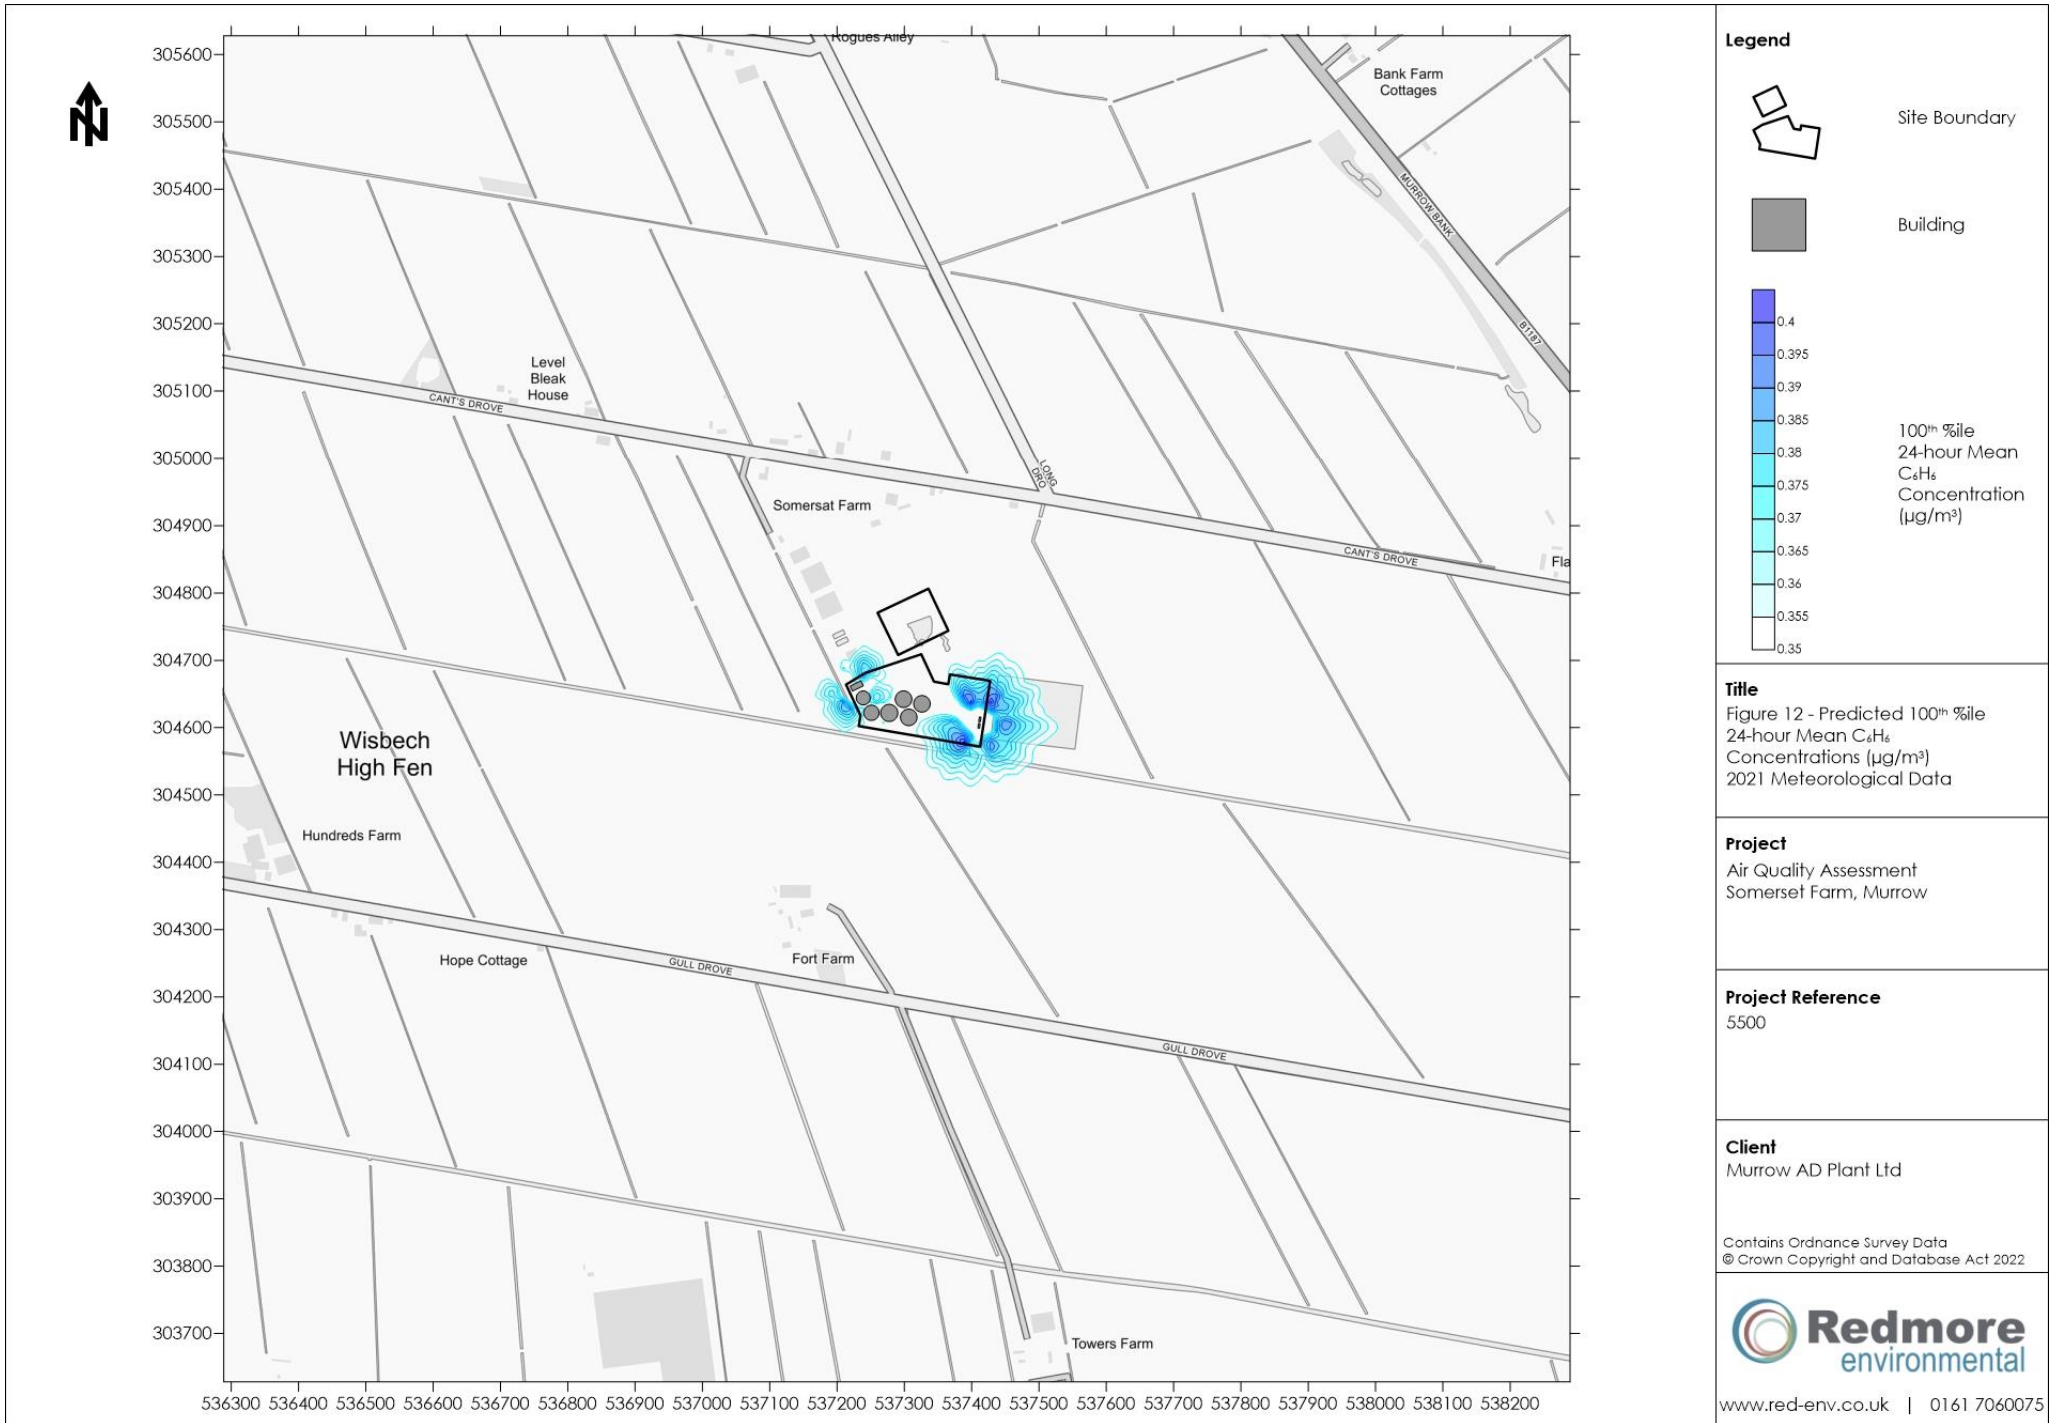 Rogues Alley
305600
305500
305400
305300
305200
305100
305000
304900
304800
304700
304600
304500
304400
304300
304200
304100
304000
303900
303800
303700
536300 536400 536500 536600 536700 536800 536900 537000 537100 537200 537300 537400 537500 537600 537700 537800 537900 538000 538100 538200
N
Bank Farm
Cottages
MURROW BANK
B1187
Level
Bleak
House
CANT'S DROVE
LONG
DRO
Somersat Farm
CANT'S DROVE
Fla
Wisbech
High Fen
Hundreds Farm
Hope Cottage
GULL DROVE
Fort Farm
GULL DROVE
Towers Farm
Legend
Site Boundary
Building
0.4
0.395
0.39
0.385
0.38
0.375
0.37
0.365
0.36
0.355
0.35
100th %ile
24-hour Mean
C₆H₆
Concentration
(µg/m³)
Title
Figure 12 - Predicted 100th %ile
24-hour Mean C₆H₆
Concentrations (µg/m³)
2021 Meteorological Data
Project
Air Quality Assessment
Somerset Farm, Murrow
Project Reference
5500
Client
Murrow AD Plant Ltd
Contains Ordnance Survey Data
© Crown Copyright and Database Act 2022
Redmore
environmental
www.red-env.co.uk | 0161 7060075